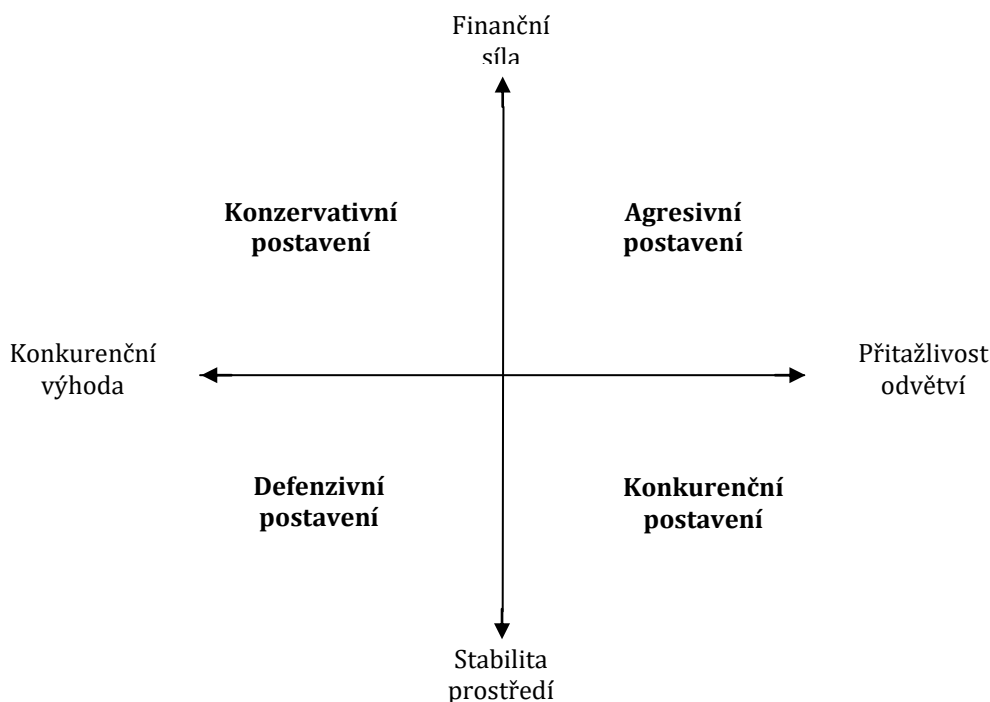 Finanční
síla
Konzervativní
postavení
Agresivní
postavení
Konkurenční
výhoda
Přitažlivost
odvětví
Defenzivní
postavení
Konkurenční
postavení
Stabilita
prostředí